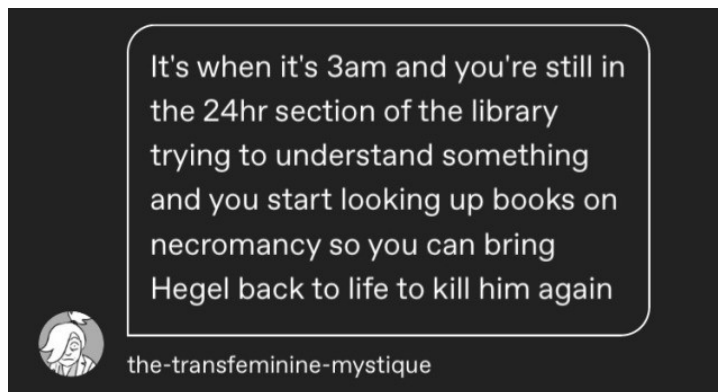 It's when it's 3am and you're still in
the 24hr section of the library
trying to understand something
and you start looking up books on
necromancy so you can bring
Hegel back to life to kill him again
the-transfeminine-mystique